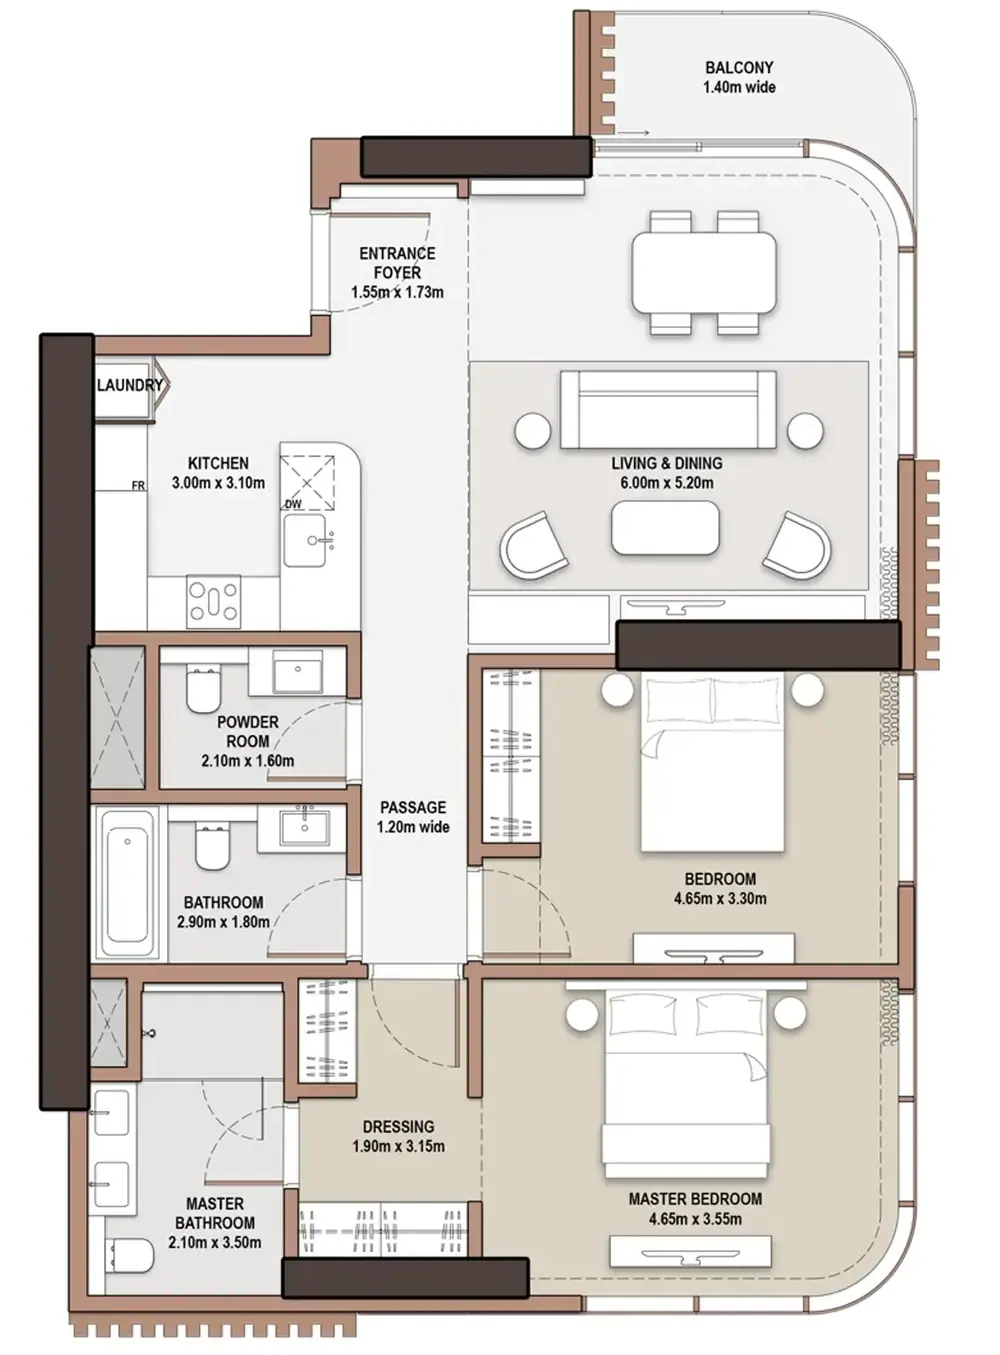 BALCONY
1.40m wide
ENTRANCE
FOYER
1.55m x 1.73m
LAUNDRY
KITCHEN
3.00m x 3.10m
FR
DW
LIVING & DINING
6.00m x 5.20m
POWDER
ROOM
2.10m x 1.60m
PASSAGE
1.20m wide
BATHROOM
2.90m x 1.80m
BEDROOM
4.65m x 3.30m
DRESSING
1.90m x 3.15m
MASTER
BATHROOM
2.10m x 3.50m
MASTER BEDROOM
4.65m x 3.55m